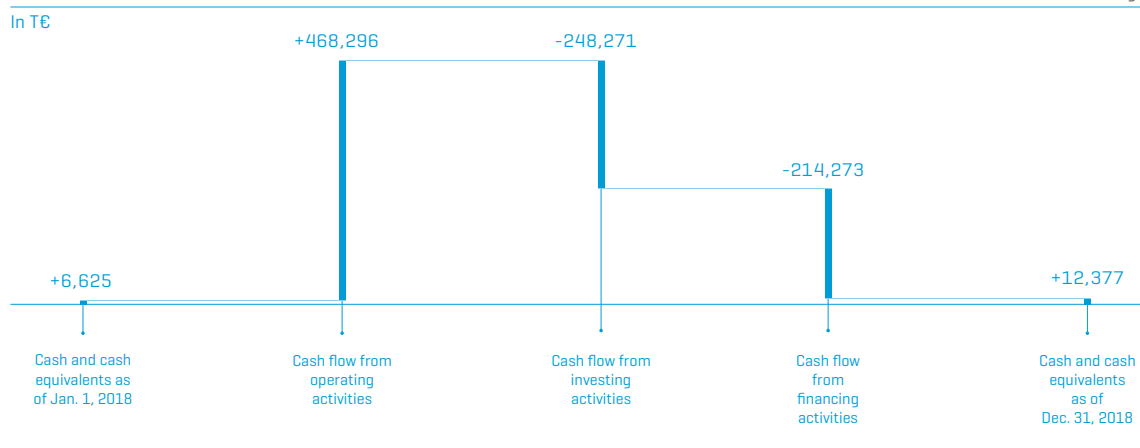 In T€
+468,296
-248,271
-214,273
+6,625
+12,377
Cash and cash
equivalents as
of Jan. 1, 2018
Cash flow from
operating
activities
Cash flow from
investing
activities
Cash flow
from
financing
activities
Cash and cash
equivalents
as of
Dec. 31, 2018